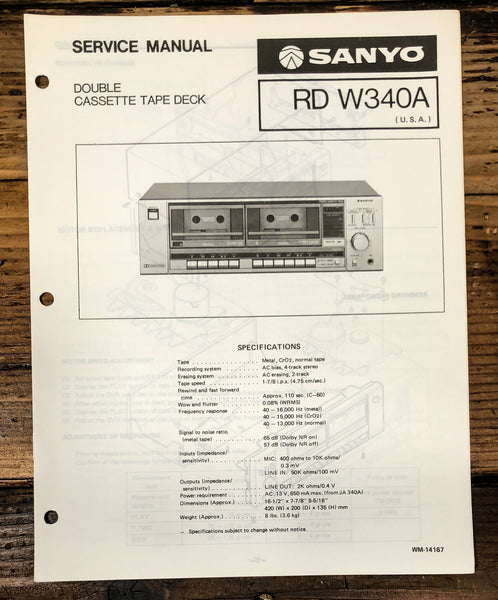 SERVICE MANUAL
SANYO
DOUBLE
CASSETTE TAPE DECK
RD W340A
(U.S.A.)
SANYO
SPECIFICATIONS
Tape . . . . . . . . . . . . . . . . . Metal, CrO2, normal tape
Recording system . . . . . . . . AC bias, 4-track stereo
Erasing system . . . . . . . . . . AC erasing, 2-track
Tape speed . . . . . . . . . . . . 1-7/8 i.p.s. (4.75 cm/sec.)
Rewind and fast forward
time . . . . . . . . . . . . . . . Approx. 110 sec. (C-60)
Wow and flutter . . . . . . . . . 0.08% (WRMS)
Frequency response . . . . . . . 40 – 16,000 Hz (metal)
40 – 15,000 Hz (CrO2)
40 – 13,000 Hz (normal)
Signal to noise ratio
(metal tape) . . . . . . . . . . 65 dB (Dolby NR on)
57 dB (Dolby NR off)
Inputs (impedance/
sensitivity) . . . . . . . . . . . MIC: 400 ohms to 10K ohms/
0.3 mV
LINE IN: 50K ohms/100 mV
Outputs (impedance/
sensitivity) . . . . . . . . . . . LINE OUT: 2K ohms/0.4 V
Power requirement . . . . . . . AC: 13 V, 650 mA max. (from JA 340A)
Dimensions (Approx.) . . . . . . 16-1/2" x 7-7/8" 5-5/16"
420 (W) x 200 (D) x 135 (H) mm
Weight (Approx.) . . . . . . . . . 8 lbs. (3.6 kg)
– Specifications subject to change without notice.
WM-14167